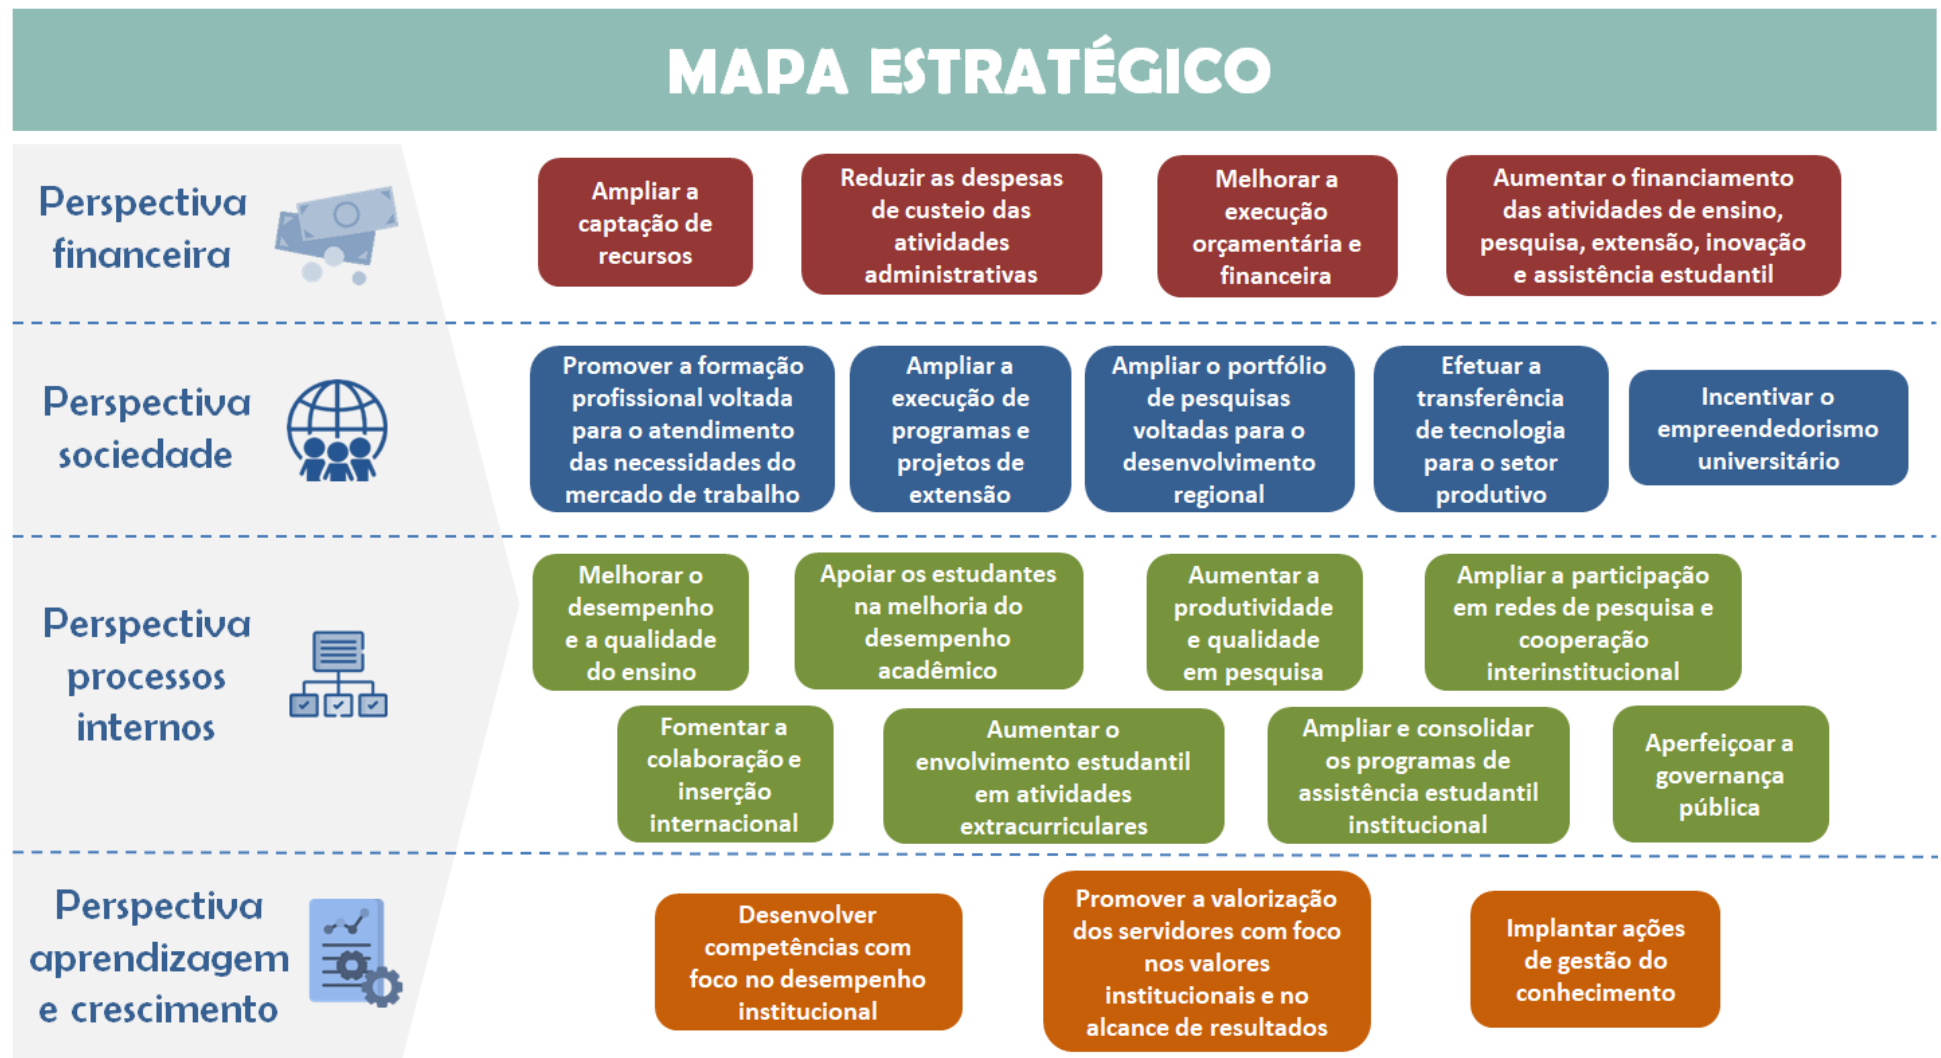 MAPA ESTRATÉGICO
Perspectiva
financeira
Ampliar a
captação de
recursos
Reduzir as despesas
de custeio das
atividades
administrativas
Melhorar a
execução
orçamentária e
financeira
Aumentar o financiamento
das atividades de ensino,
pesquisa, extensão, inovação
e assistência estudantil
Perspectiva
sociedade
Promover a formação
profissional voltada
para o atendimento
das necessidades do
mercado de trabalho
Ampliar a
execução de
programas e
projetos de
extensão
Ampliar o portfólio
de pesquisas
voltadas para o
desenvolvimento
regional
Efetuar a
transferência
de tecnologia
para o setor
produtivo
Incentivar o
empreendedorismo
universitário
Perspectiva
processos
internos
Melhorar o
desempenho
e a qualidade
do ensino
Apoiar os estudantes
na melhoria do
desempenho
acadêmico
Aumentar a
produtividade
e qualidade
em pesquisa
Ampliar a participação
em redes de pesquisa e
cooperação
interinstitucional
Fomentar a
colaboração e
inserção
internacional
Aumentar o
envolvimento estudantil
em atividades
extracurriculares
Ampliar e consolidar
os programas de
assistência estudantil
institucional
Aperfeiçoar a
governança
pública
Perspectiva
aprendizagem
e crescimento
Desenvolver
competências com
foco no desempenho
institucional
Promover a valorização
dos servidores com foco
nos valores
institucionais e no
alcance de resultados
Implantar ações
de gestão do
conhecimento